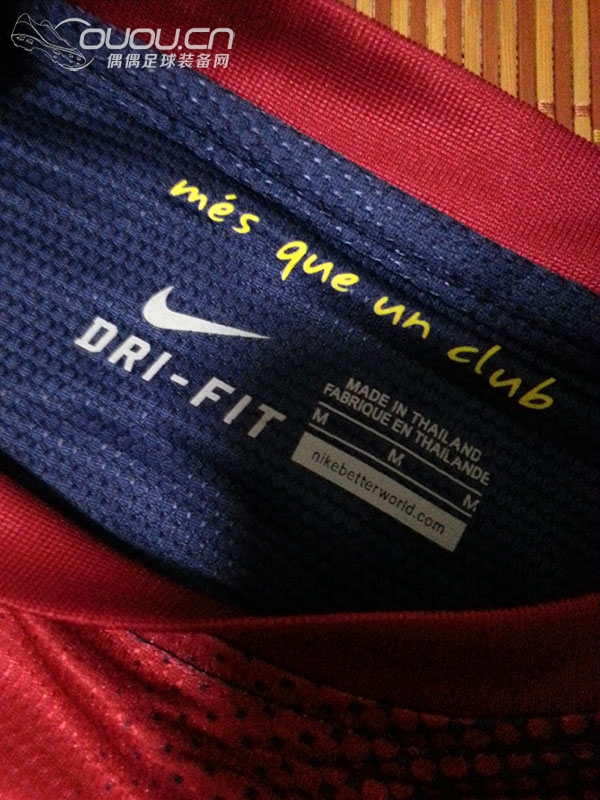 ouou.cn
偶偶足球装备网
més que un club
DRI-FIT
MADE IN THAILAND
FABRIQUE EN THAILANDE
M M M
nikebetterworld.com